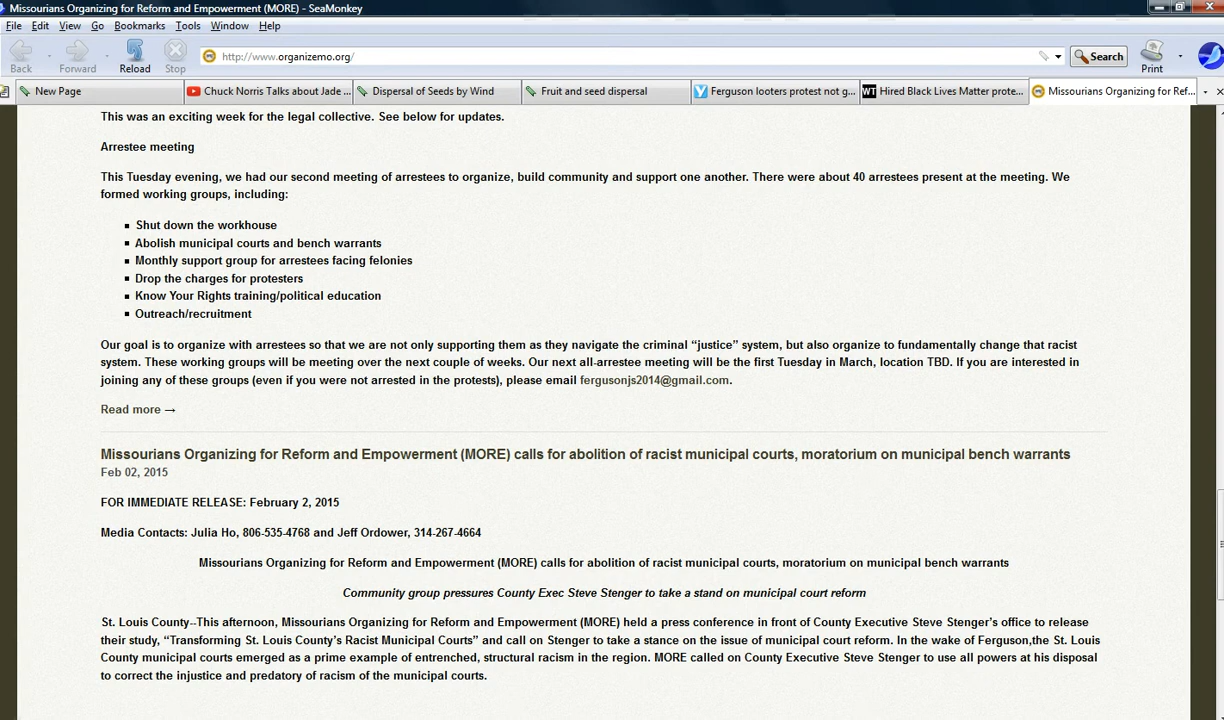 Missourians Organizing for Reform and Empowerment (MORE) - SeaMonkey
File Edit View Go Bookmarks Tools Window Help
Back Forward Reload Stop http://www.organizemo.org/ Search Print
New Page Chuck Norris Talks about Jade ... Dispersal of Seeds by Wind Fruit and seed dispersal Ferguson looters protest not g... WT Hired Black Lives Matter prote... Missourians Organizing for Ref...
This was an exciting week for the legal collective. See below for updates.
Arrestee meeting
This Tuesday evening, we had our second meeting of arrestees to organize, build community and support one another. There were about 40 arrestees present at the meeting. We
formed working groups, including:
▪ Shut down the workhouse
▪ Abolish municipal courts and bench warrants
▪ Monthly support group for arrestees facing felonies
▪ Drop the charges for protesters
▪ Know Your Rights training/political education
▪ Outreach/recruitment
Our goal is to organize with arrestees so that we are not only supporting them as they navigate the criminal “justice” system, but also organize to fundamentally change that racist
system. These working groups will be meeting over the next couple of weeks. Our next all-arrestee meeting will be the first Tuesday in March, location TBD. If you are interested in
joining any of these groups (even if you were not arrested in the protests), please email fergusonjs2014@gmail.com.
Read more →
Missourians Organizing for Reform and Empowerment (MORE) calls for abolition of racist municipal courts, moratorium on municipal bench warrants
Feb 02, 2015
FOR IMMEDIATE RELEASE: February 2, 2015
Media Contacts: Julia Ho, 806-535-4768 and Jeff Ordower, 314-267-4664
Missourians Organizing for Reform and Empowerment (MORE) calls for abolition of racist municipal courts, moratorium on municipal bench warrants
Community group pressures County Exec Steve Stenger to take a stand on municipal court reform
St. Louis County--This afternoon, Missourians Organizing for Reform and Empowerment (MORE) held a press conference in front of County Executive Steve Stenger’s office to release
their study, “Transforming St. Louis County’s Racist Municipal Courts” and call on Stenger to take a stance on the issue of municipal court reform. In the wake of Ferguson,the St. Louis
County municipal courts emerged as a prime example of entrenched, structural racism in the region. MORE called on County Executive Steve Stenger to use all powers at his disposal
to correct the injustice and predatory of racism of the municipal courts.